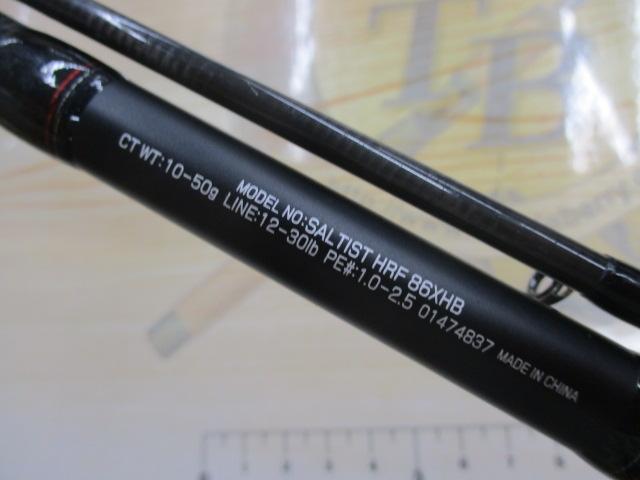 MODEL NO:SALTIST HRF 86XHB
CT WT:10-50g LINE:12-30lb PE#:1.0-2.5 01474837 MADE IN CHINA
TB